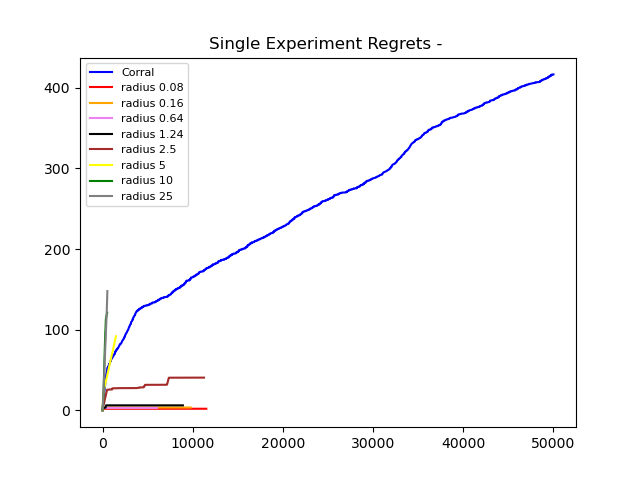 Single Experiment Regrets -
Corral
radius 0.08
radius 0.16
radius 0.64
radius 1.24
radius 2.5
radius 5
radius 10
radius 25
400
300
200
100
0
0 10000 20000 30000 40000 50000